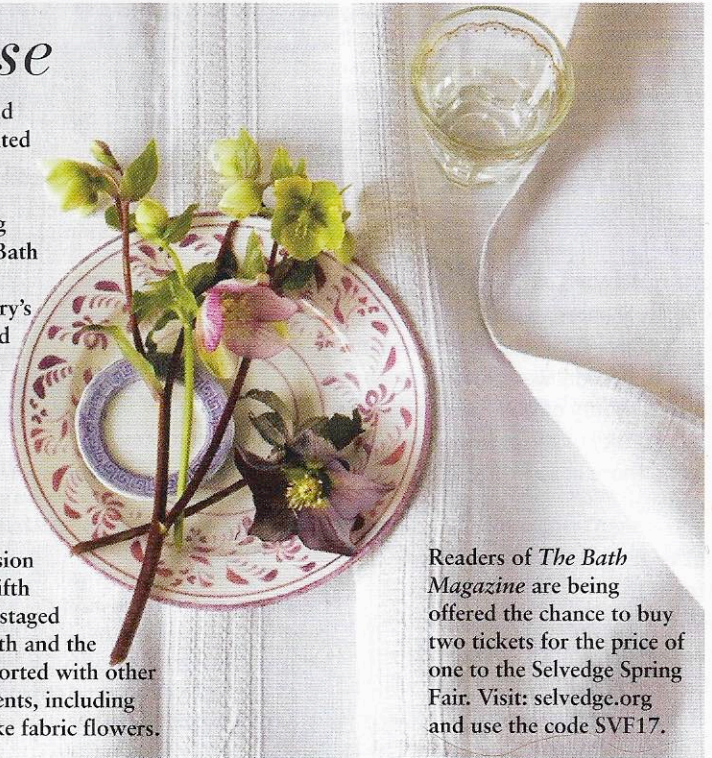 se
d
ted
g
Bath
ry's
d
sion
ifth
staged
th and the
orted with other
ents, including
ke fabric flowers.
Readers of The Bath
Magazine are being
offered the chance to buy
two tickets for the price of
one to the Selvedge Spring
Fair. Visit: selvedge.org
and use the code SVF17.